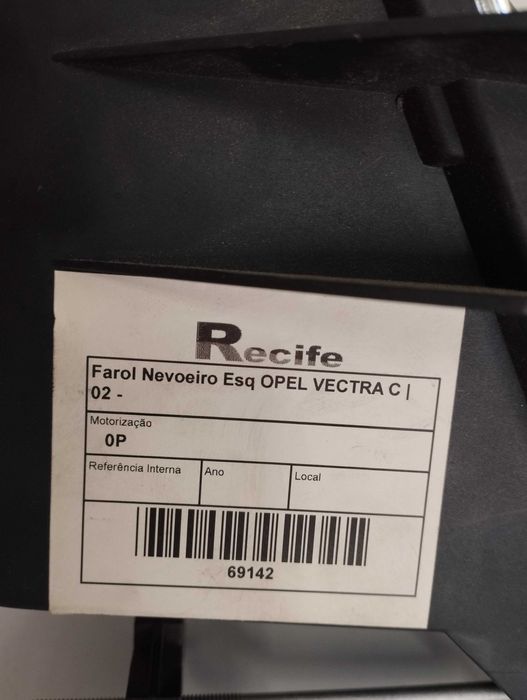 Recife
Farol Nevoeiro Esq OPEL VECTRA C |
02 -
Motorização
0P
Referência Interna Ano Local
69142